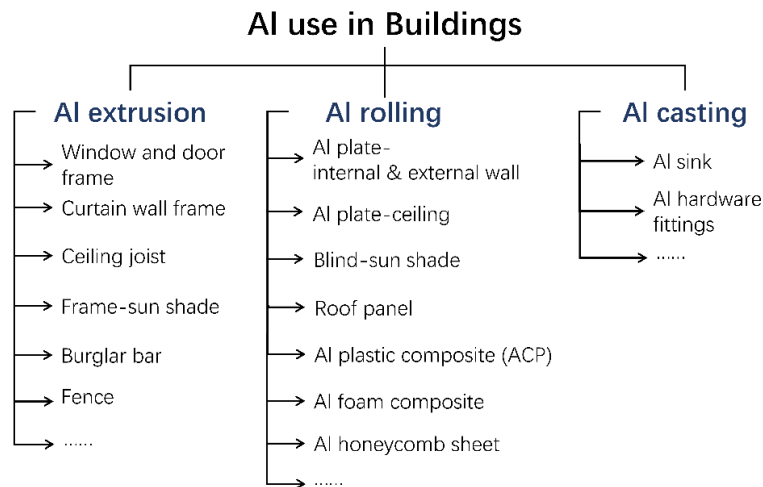 Al use in Buildings
Al extrusion
Window and door
frame
Curtain wall frame
Ceiling joist
Frame-sun shade
Burglar bar
Fence
······
Al rolling
Al plate-
internal & external wall
Al plate-ceiling
Blind-sun shade
Roof panel
Al plastic composite (ACP)
Al foam composite
Al honeycomb sheet
······
Al casting
Al sink
Al hardware
fittings
······